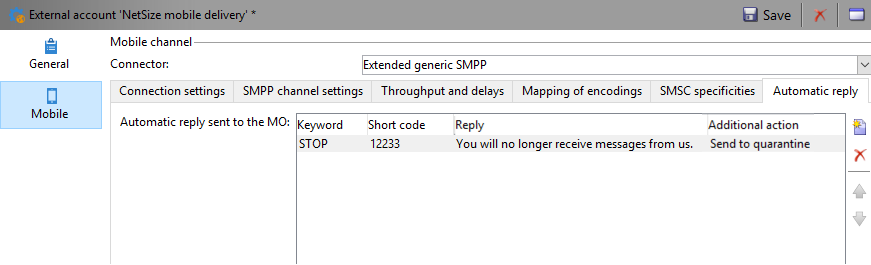 External account 'NetSize mobile delivery' *
Save
General
Mobile
Mobile channel
Connector:
Extended generic SMPP
Connection settings
SMPP channel settings
Throughput and delays
Mapping of encodings
SMSC specificities
Automatic reply
Automatic reply sent to the MO:
Keyword Short code Reply Additional action
STOP 12233 You will no longer receive messages from us. Send to quarantine